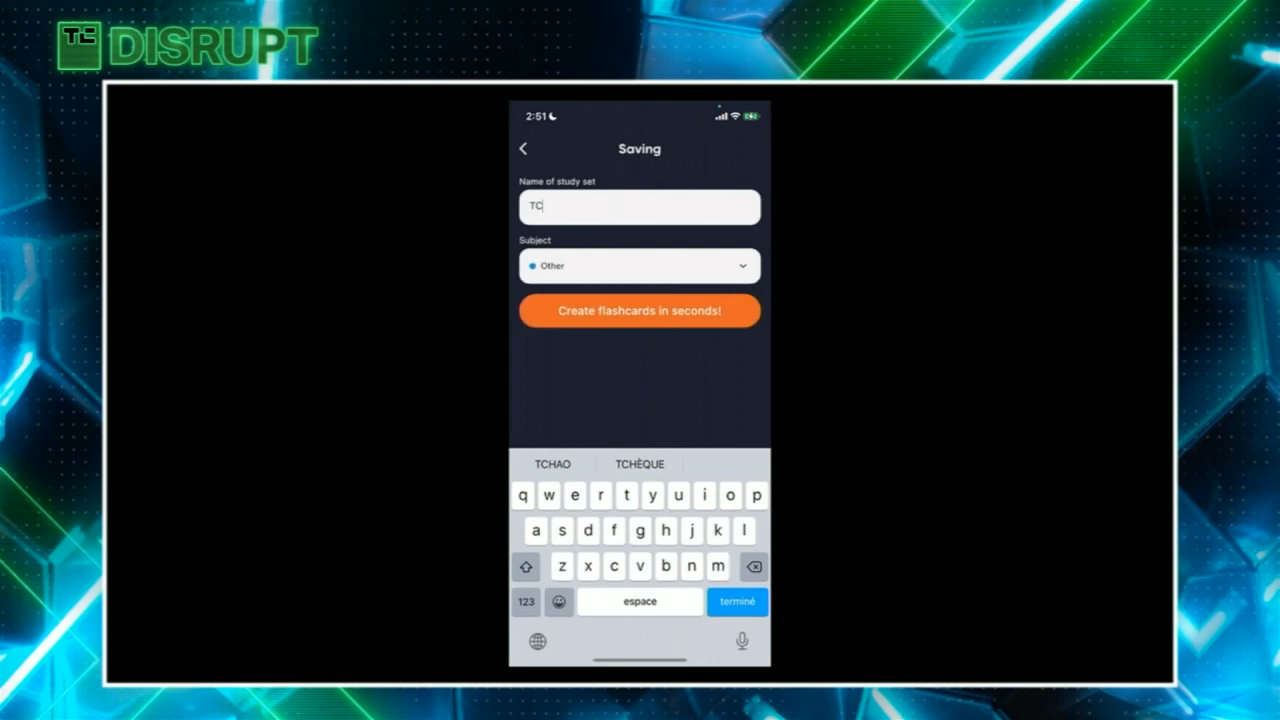 TC DISRUPT
2:51
Saving
Name of study set
TC
Subject
Other
Create flashcards in seconds!
TCHAO TCHÈQUE
q w e r t y u i o p
a s d f g h j k l
z x c v b n m
123 espace terminé